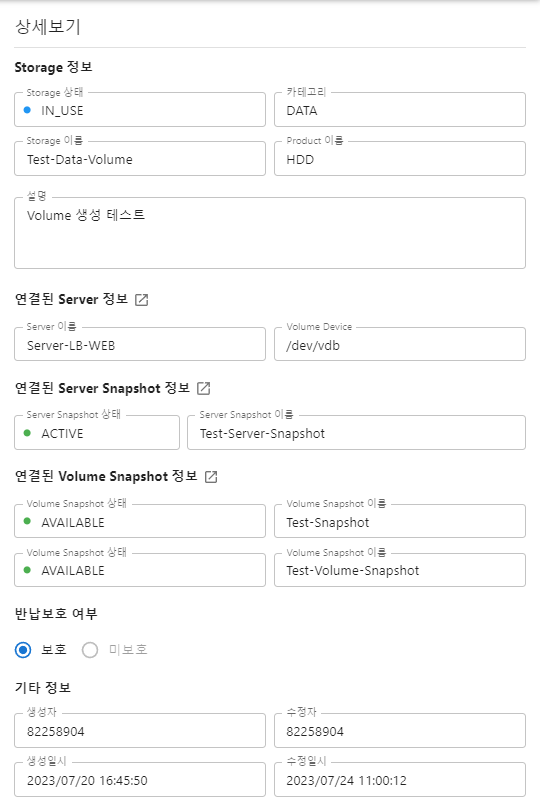 상세보기
Storage 정보
Storage 상태
카테고리
IN_USE
DATA
Storage 이름
Product 이름
Test-Data-Volume
HDD
설명
Volume 생성 테스트
연결된 Server 정보
Server 이름
Volume Device
Server-LB-WEB
/dev/vdb
연결된 Server Snapshot 정보
Server Snapshot 상태
Server Snapshot 이름
ACTIVE
Test-Server-Snapshot
연결된 Volume Snapshot 정보
Volume Snapshot 상태
Volume Snapshot 이름
AVAILABLE
Test-Snapshot
Volume Snapshot 상태
Volume Snapshot 이름
AVAILABLE
Test-Volume-Snapshot
반납보호 여부
보호
미보호
기타 정보
생성자
수정자
82258904
82258904
생성일시
수정일시
2023/07/20 16:45:50
2023/07/24 11:00:12